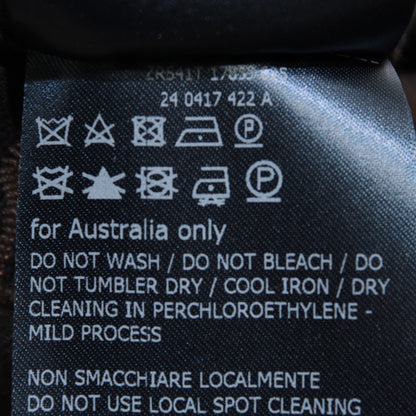 24 0417 422 A
P
P
for Australia only
DO NOT WASH / DO NOT BLEACH / DO
NOT TUMBLER DRY / COOL IRON / DRY
CLEANING IN PERCHLOROETHYLENE -
MILD PROCESS
NON SMACCHIARE LOCALMENTE
DO NOT USE LOCAL SPOT CLEANING